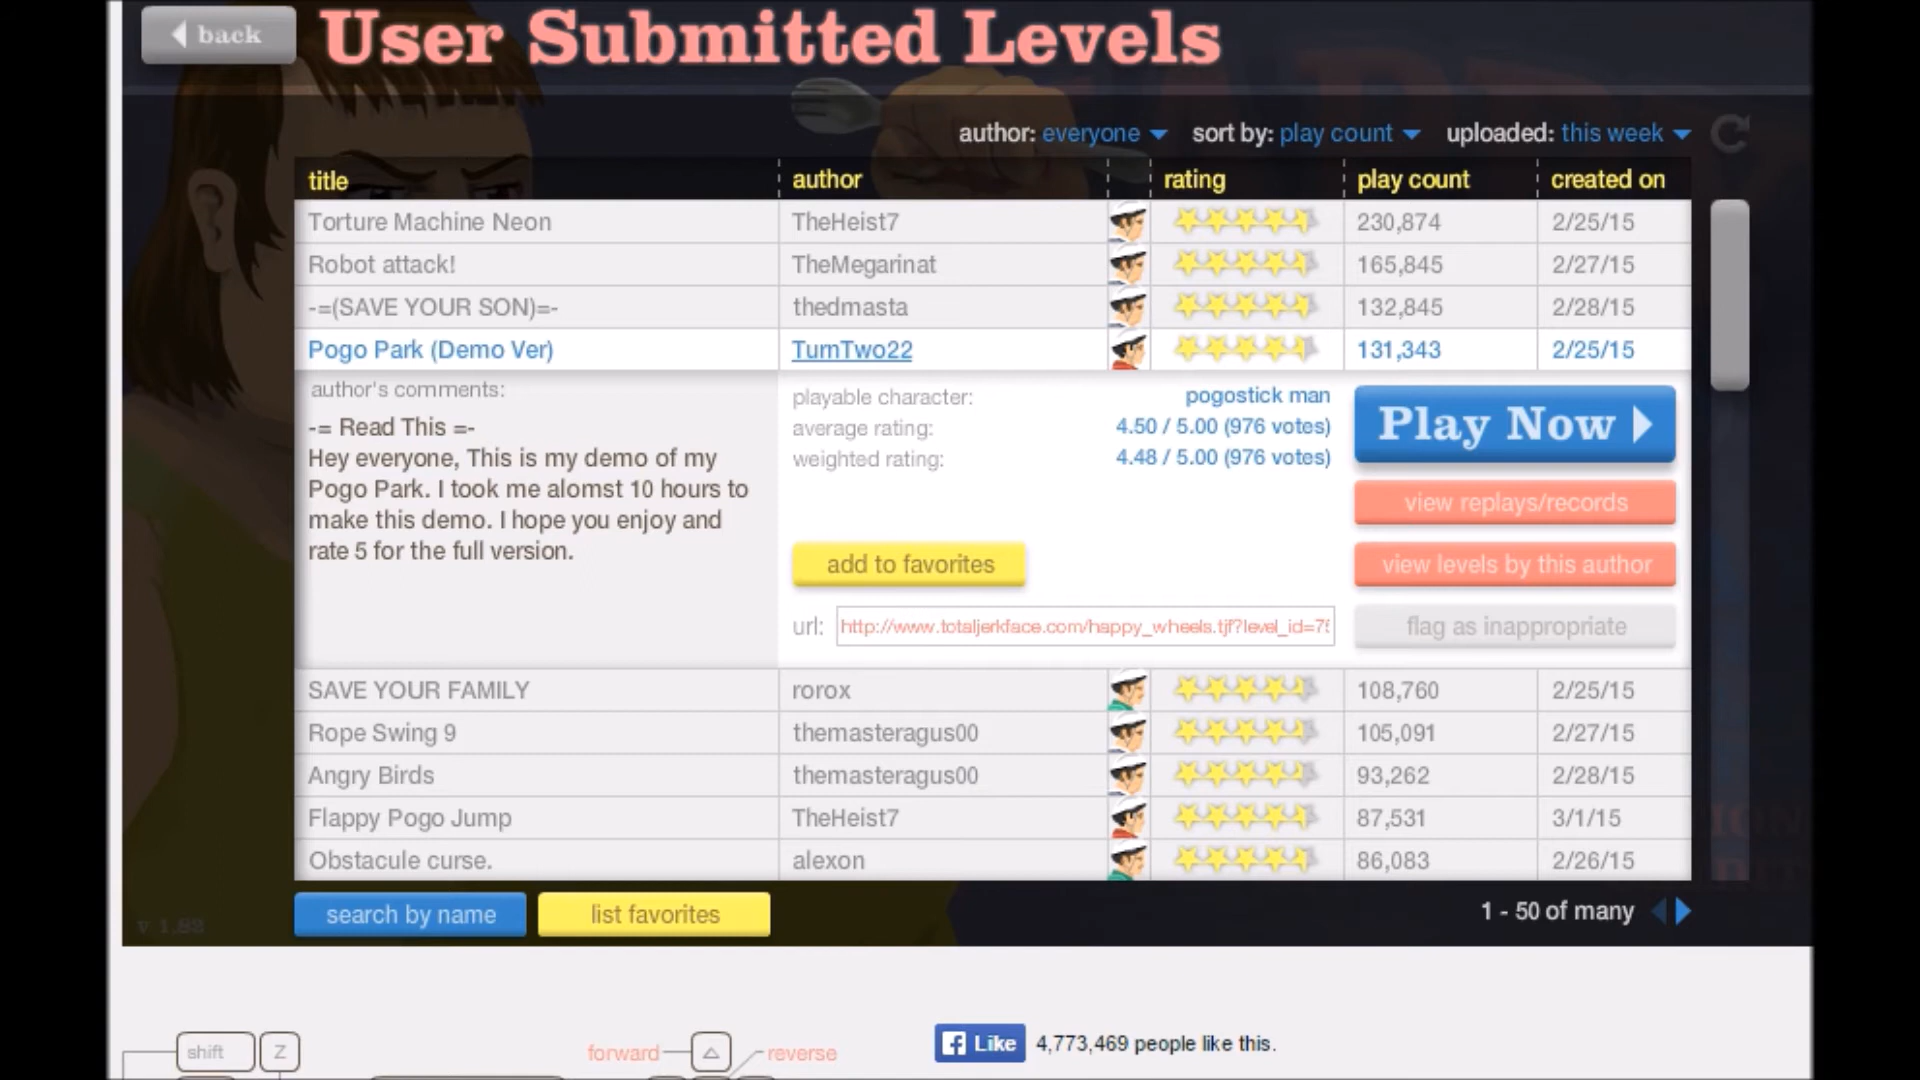 back
User Submitted Levels
author: everyone sort by: play count uploaded: this week
title author rating play count created on
Torture Machine Neon TheHeist7 230,874 2/25/15
Robot attack! TheMegarinat 165,845 2/27/15
-=(SAVE YOUR SON)=- thedmasta 132,845 2/28/15
Pogo Park (Demo Ver) TumTwo22 131,343 2/25/15
author's comments:
-= Read This =-
Hey everyone, This is my demo of my
Pogo Park. I took me alomst 10 hours to
make this demo. I hope you enjoy and
rate 5 for the full version.
playable character: pogostick man
average rating: 4.50 / 5.00 (976 votes)
weighted rating: 4.48 / 5.00 (976 votes)
add to favorites
url: http://www.totaljerkface.com/happy_wheels.tjf?level_id=7
Play Now
view replays/records
view levels by this author
flag as inappropriate
SAVE YOUR FAMILY rorox 108,760 2/25/15
Rope Swing 9 themasteragus00 105,091 2/27/15
Angry Birds themasteragus00 93,262 2/28/15
Flappy Pogo Jump TheHeist7 87,531 3/1/15
Obstacule curse. alexon 86,083 2/26/15
search by name list favorites 1 - 50 of many
v 1.82
shift Z forward reverse
Like 4,773,469 people like this.